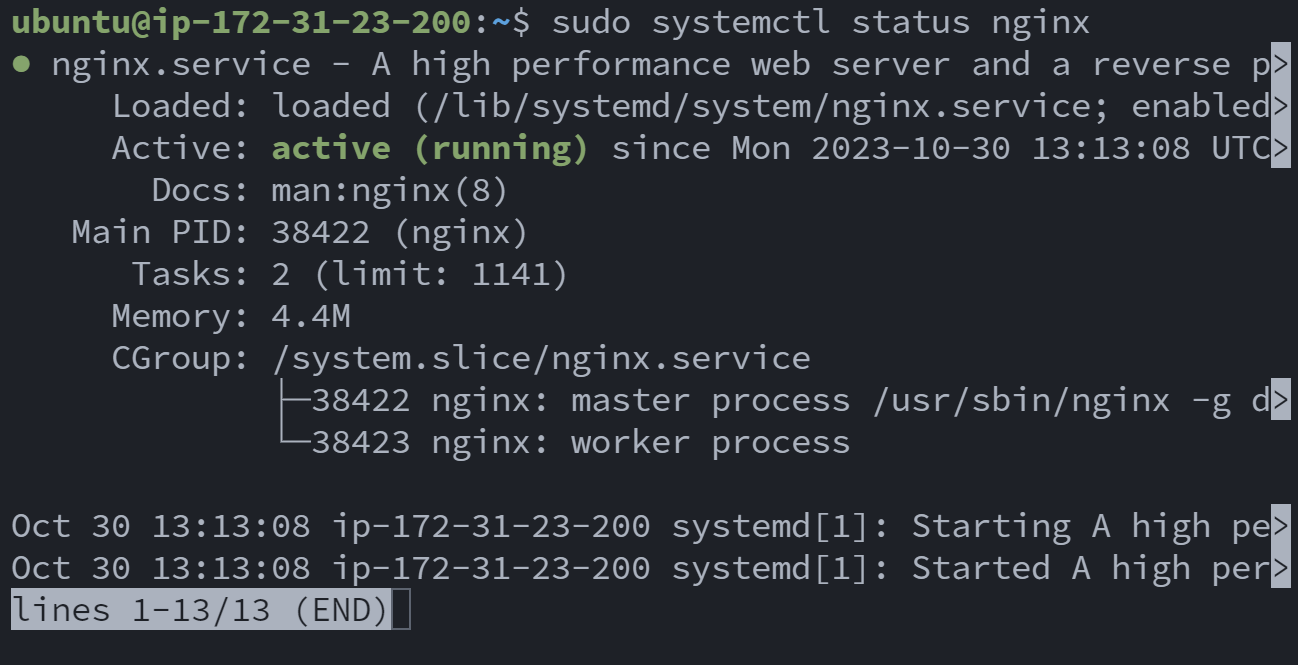 ubuntu@ip-172-31-23-200:~$ sudo systemctl status nginx
● nginx.service - A high performance web server and a reverse p>
     Loaded: loaded (/lib/systemd/system/nginx.service; enabled>
     Active: active (running) since Mon 2023-10-30 13:13:08 UTC>
       Docs: man:nginx(8)
   Main PID: 38422 (nginx)
      Tasks: 2 (limit: 1141)
     Memory: 4.4M
     CGroup: /system.slice/nginx.service
             ├─38422 nginx: master process /usr/sbin/nginx -g d>
             └─38423 nginx: worker process

Oct 30 13:13:08 ip-172-31-23-200 systemd[1]: Starting A high pe>
Oct 30 13:13:08 ip-172-31-23-200 systemd[1]: Started A high per>
lines 1-13/13 (END)